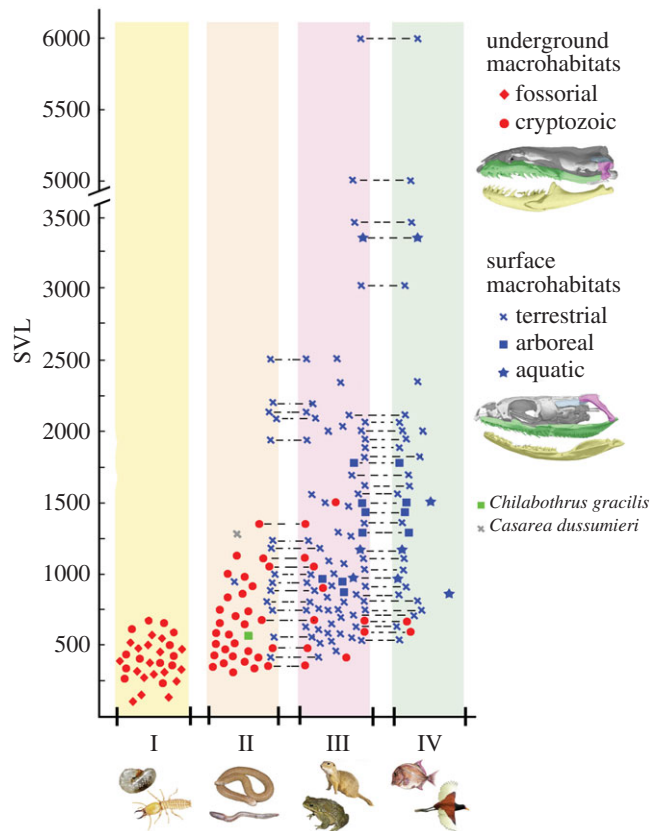 6000
5500
5000
3500
3000
2500
2000
1500
1000
500
SVL
I II III IV
underground
macrohabitats
fossorial
cryptozoic
surface
macrohabitats
terrestrial
arboreal
aquatic
Chilabothrus gracilis
Casarea dussumieri